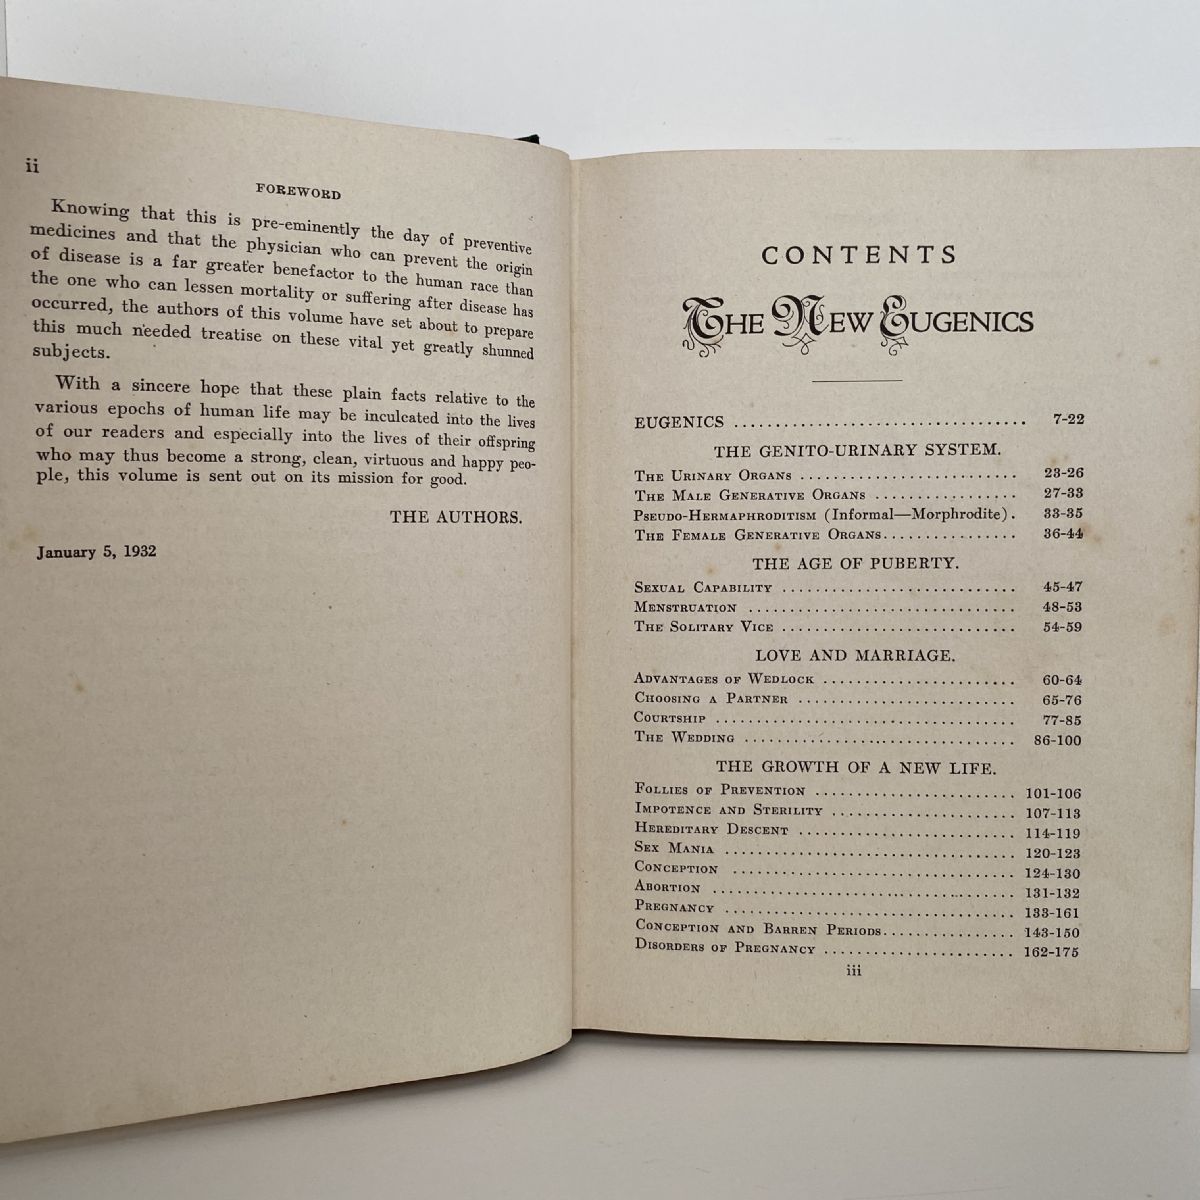 ii
FOREWORD
Knowing that this is pre-eminently the day of preventive
medicines and that the physician who can prevent the origin
of disease is a far greater benefactor to the human race than
the one who can lessen mortality or suffering after disease has
occurred, the authors of this volume have set about to prepare
this much needed treatise on these vital yet greatly shunned
subjects.
With a sincere hope that these plain facts relative to the
various epochs of human life may be inculcated into the lives
of our readers and especially into the lives of their offspring
who may thus become a strong, clean, virtuous and happy peo-
ple, this volume is sent out on its mission for good.
THE AUTHORS.
January 5, 1932
CONTENTS
THE NEW EUGENICS
EUGENICS .................................. 7-22
THE GENITO-URINARY SYSTEM.
THE URINARY ORGANS ......................... 23-26
THE MALE GENERATIVE ORGANS ................. 27-33
PSEUDO-HERMAPHRODITISM (Informal—Morphrodite). 33-35
THE FEMALE GENERATIVE ORGANS................ 36-44
THE AGE OF PUBERTY.
SEXUAL CAPABILITY ........................... 45-47
MENSTRUATION ............................... 48-53
THE SOLITARY VICE ........................... 54-59
LOVE AND MARRIAGE.
ADVANTAGES OF WEDLOCK ....................... 60-64
CHOOSING A PARTNER ......................... 65-76
COURTSHIP ................................... 77-85
THE WEDDING ................................ 86-100
THE GROWTH OF A NEW LIFE.
FOLLIES OF PREVENTION ........................ 101-106
IMPOTENCE AND STERILITY ...................... 107-113
HEREDITARY DESCENT .......................... 114-119
SEX MANIA ................................... 120-123
CONCEPTION .................................. 124-130
ABORTION .................................... 131-132
PREGNANCY ................................... 133-161
CONCEPTION AND BARREN PERIODS................ 143-150
DISORDERS OF PREGNANCY ....................... 162-175
iii